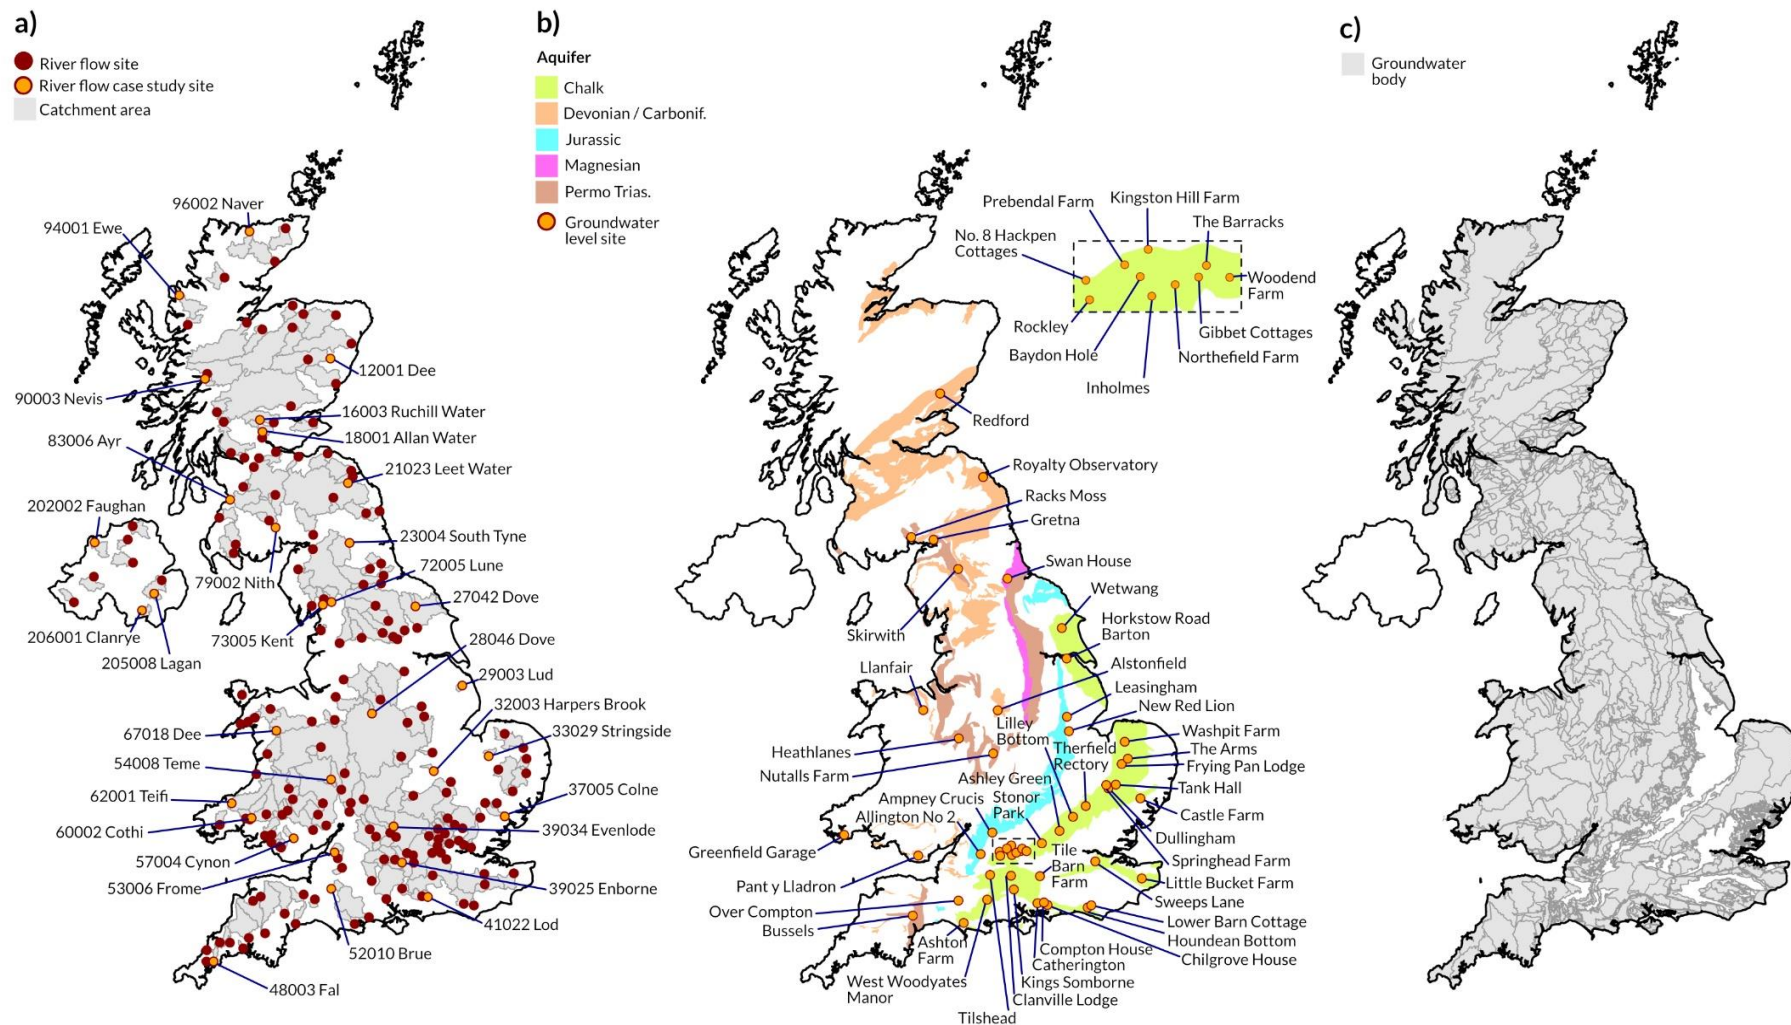 a)
River flow site
River flow case study site
Catchment area
96002 Naver
94001 Ewe
12001 Dee
90003 Nevis
16003 Ruchill Water
18001 Allan Water
83006 Ayr
21023 Leet Water
202002 Faughan
23004 South Tyne
79002 Nith
72005 Lune
27042 Dove
206001 Clanrye
73005 Kent
28046 Dove
205008 Lagan
29003 Lud
32003 Harpers Brook
67018 Dee
33029 Stringside
54008 Teme
62001 Teifi
37005 Colne
60002 Cothi
39034 Evenlode
57004 Cynon
53006 Frome
39025 Enborne
41022 Lod
52010 Brue
48003 Fal
b)
Aquifer
Chalk
Devonian / Carbonif.
Jurassic
Magnesian
Permo Trias.
Groundwater
level site
Prebendal Farm
Kingston Hill Farm
The Barracks
No. 8 Hackpen
Cottages
Woodend
Farm
Rockley
Gibbet Cottages
Baydon Hole
Northefield Farm
Inholmes
Redford
Royalty Observatory
Racks Moss
Gretna
Swan House
Wetwang
Skirwith
Horkstow Road
Barton
Llanfair
Alstonfield
Leasingham
New Red Lion
Lilley
Bottom
Washpit Farm
Heathlanes
Therfield
Rectory
The Arms
Frying Pan Lodge
Nutalls Farm
Ashley Green
Tank Hall
Ampney Crucis
Stonor
Park
Castle Farm
Allington No 2
Dullingham
Greenfield Garage
Tile
Barn
Farm
Springhead Farm
Pant y Lladron
Little Bucket Farm
Sweeps Lane
Over Compton
Lower Barn Cottage
Bussels
Houndean Bottom
Ashton
Farm
Compton House
Chilgrove House
Catherington
West Woodyates
Manor
Kings Somborne
Clanville Lodge
Tilshead
c)
Groundwater
body